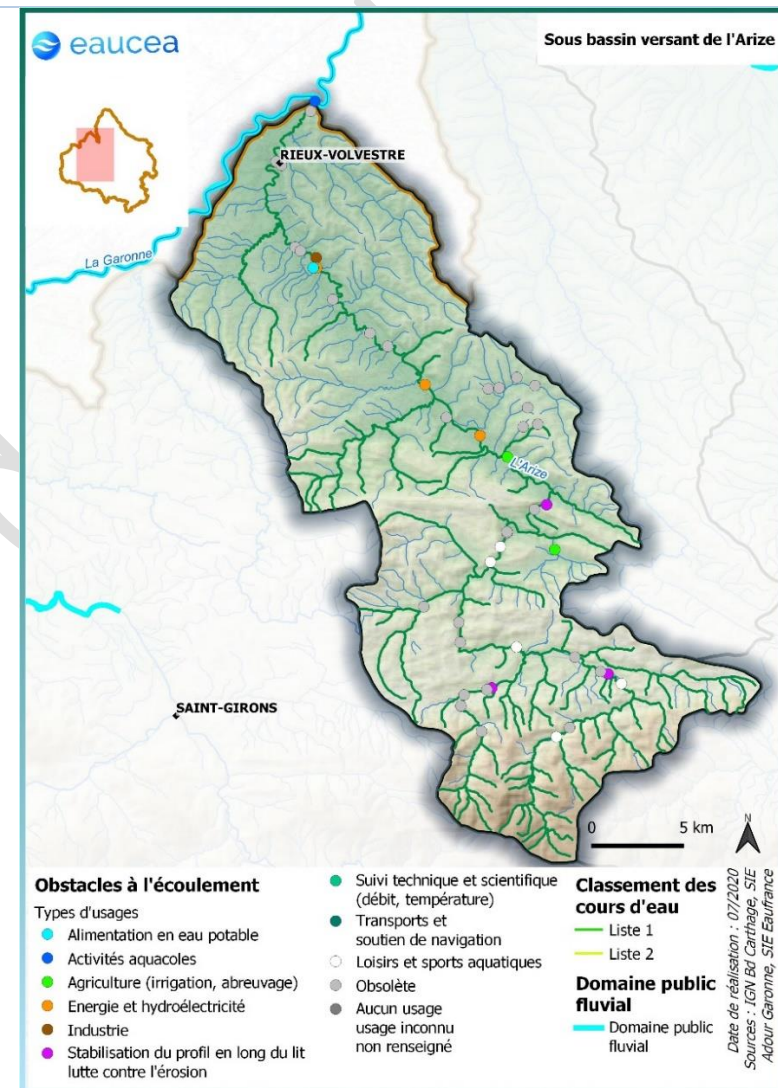 eaucea
Sous bassin versant de l'Arize
RIEUX-VOLVESTRE
La Garonne
L'Arize
SAINT-GIRONS
0 5 km
N
Obstacles à l'écoulement
Types d'usages
Alimentation en eau potable
Activités aquacoles
Agriculture (irrigation, abreuvage)
Energie et hydroélectricité
Industrie
Stabilisation du profil en long du lit
lutte contre l'érosion
Suivi technique et scientifique
(débit, température)
Transports et
soutien de navigation
Loisirs et sports aquatiques
Obsolète
Aucun usage
usage inconnu
non renseigné
Classement des
cours d'eau
Liste 1
Liste 2
Domaine public
fluvial
Domaine public
fluvial
Date de réalisation : 07/2020
Sources : IGN Bd Carthage, SIE
Adour Garonne, SIE Eaufrance